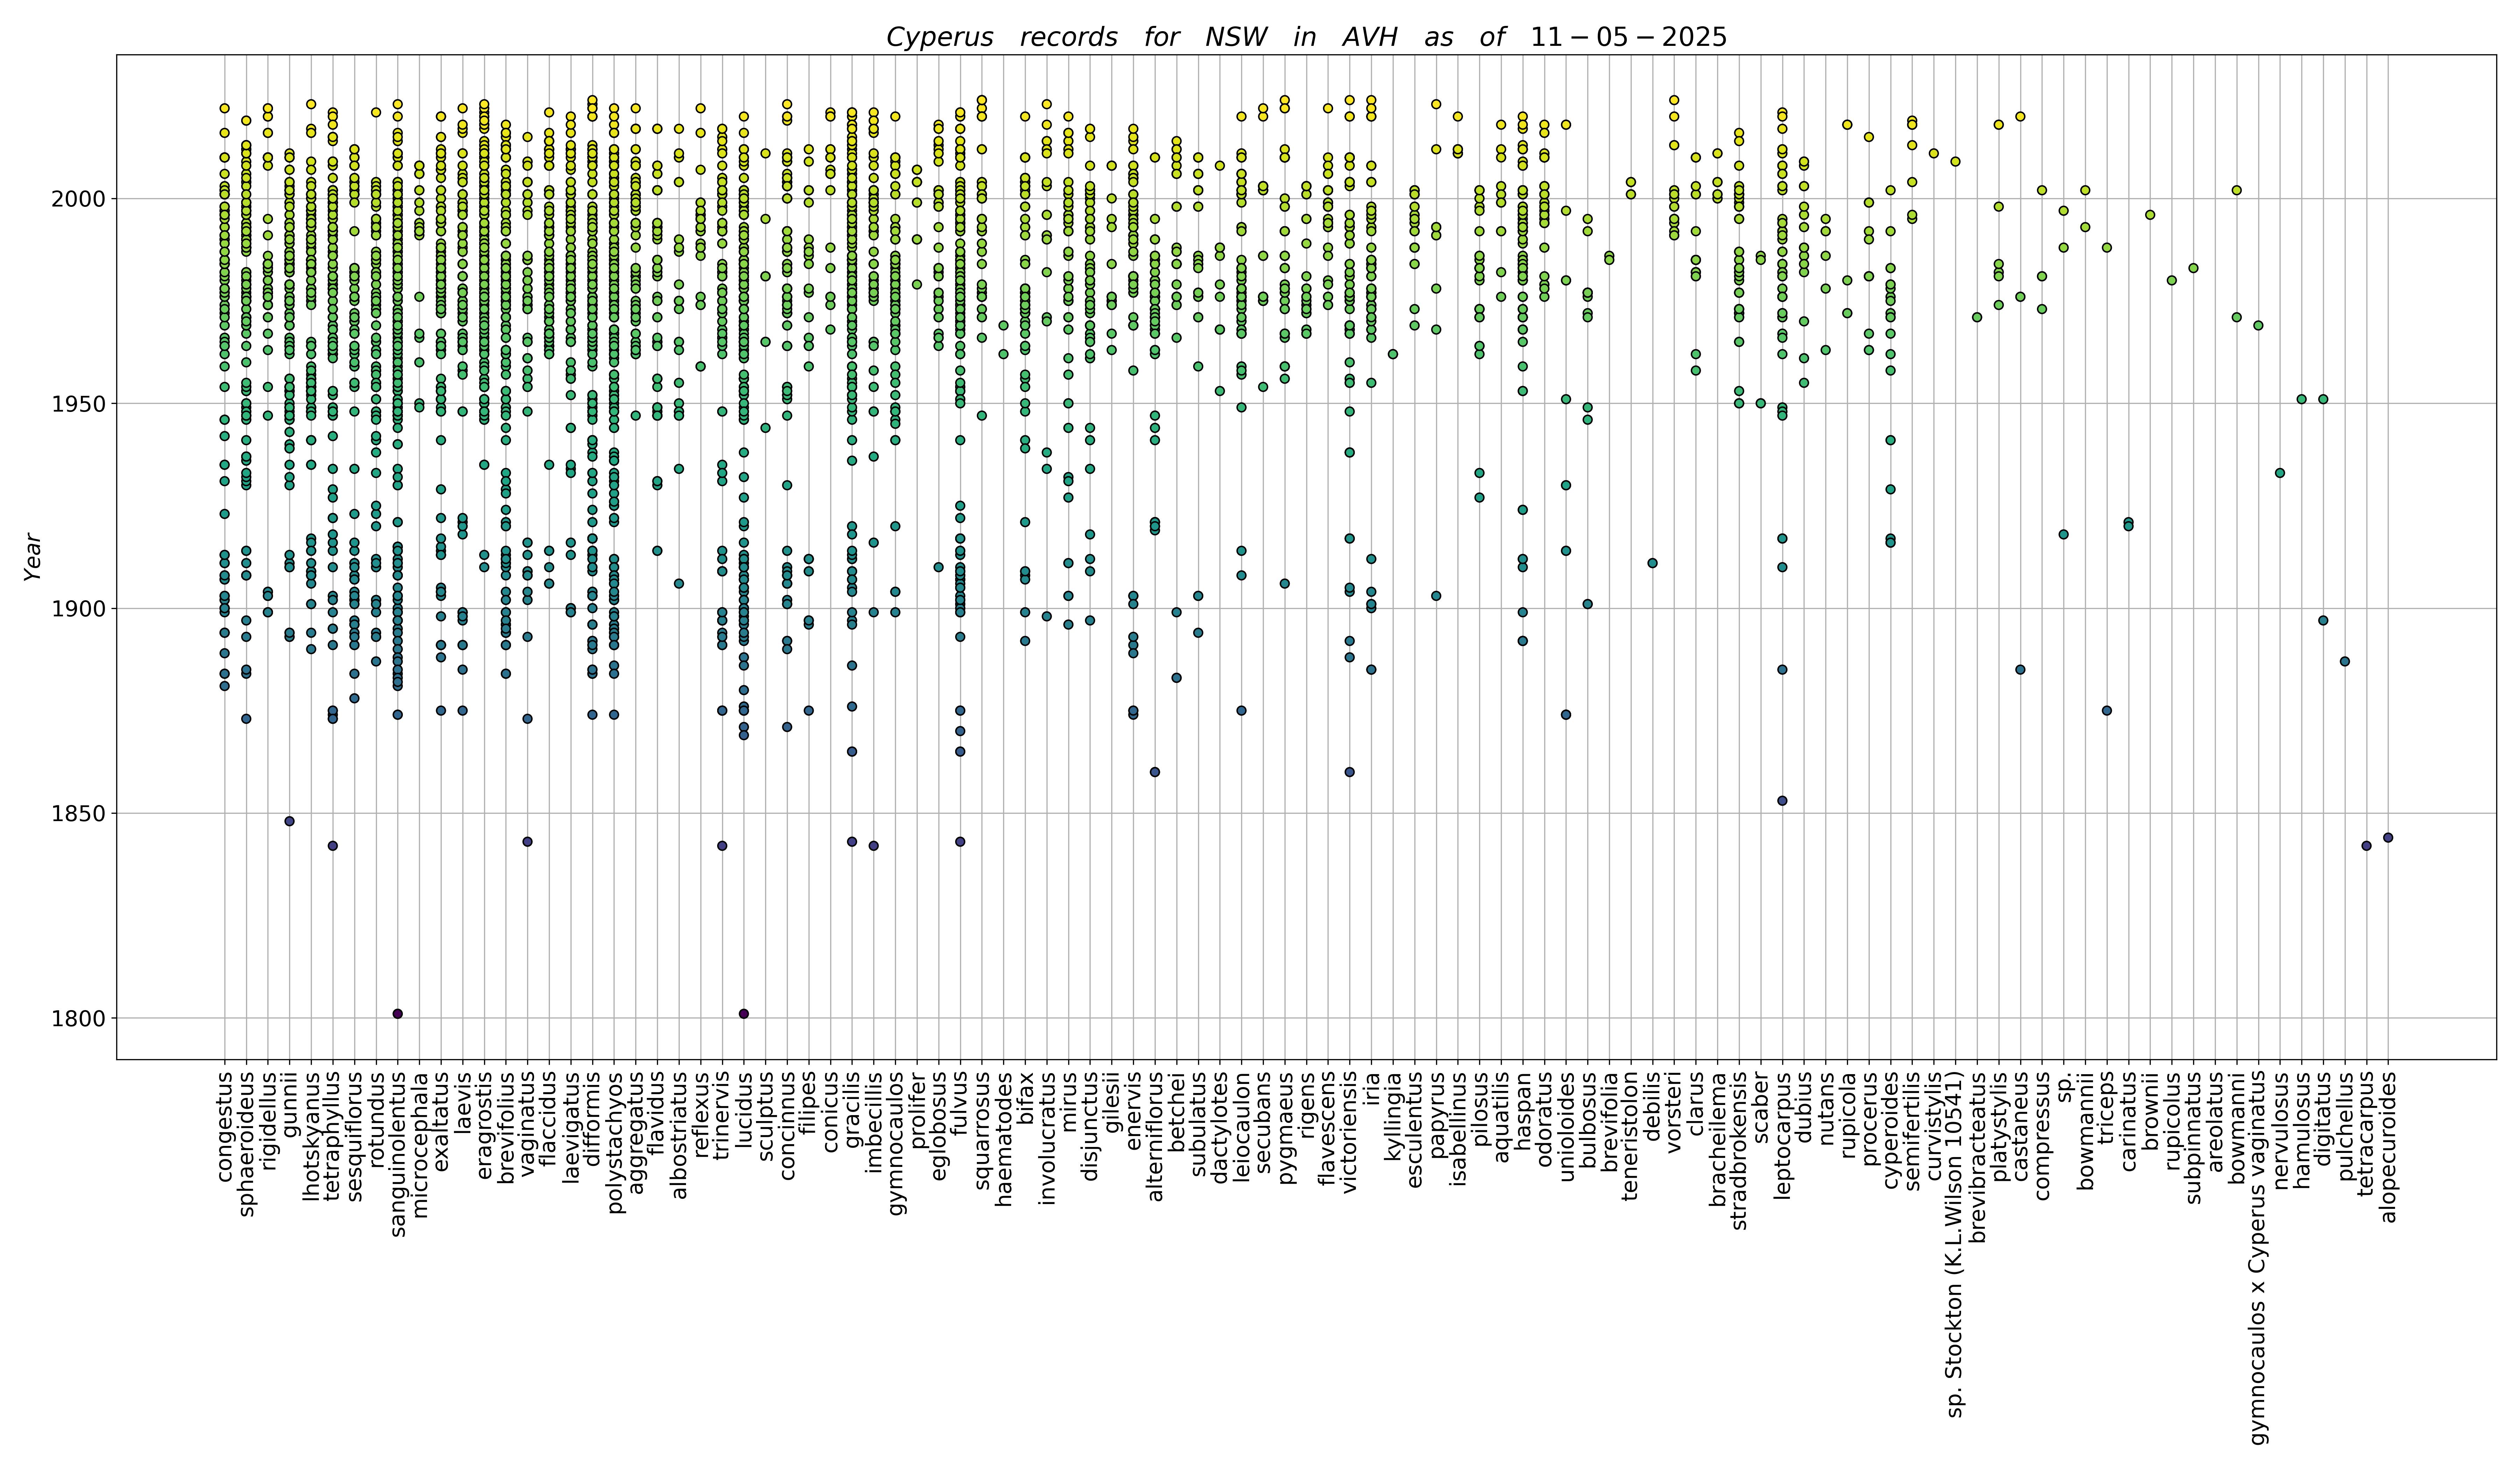 Cyperus records for NSW in AVH as of 11 − 05 − 2025
Year
2000
1950
1900
1850
1800
congestus
sphaeroideus
rigidellus
gunnii
lhotskyanus
tetraphyllus
sesquiflorus
rotundus
sanguinolentus
microcephala
exaltatus
laevis
eragrostis
brevifolius
vaginatus
flaccidus
laevigatus
difformis
polystachyos
aggregatus
flavidus
albostriatus
reflexus
trinervis
lucidus
sculptus
concinnus
filipes
conicus
gracilis
imbecillis
gymnocaulos
prolifer
eglobosus
fulvus
squarrosus
haematodes
bifax
involucratus
mirus
disjunctus
gilesii
enervis
alterniflorus
betchei
subulatus
dactylotes
leiocaulon
secubans
pygmaeus
rigens
flavescens
victoriensis
iria
kyllingia
esculentus
papyrus
isabellinus
pilosus
aquatilis
haspan
odoratus
unioloides
bulbosus
brevifolia
teneristolon
debilis
vorsteri
clarus
bracheilema
stradbrokensis
scaber
leptocarpus
dubius
nutans
rupicola
procerus
cyperoides
semifertilis
curvistylis
sp. Stockton (K.L.Wilson 10541)
brevibracteatus
platystylis
castaneus
compressus
sp.
bowmannii
triceps
carinatus
brownii
rupicolus
subpinnatus
areolatus
bowmanni
gymnocaulos x Cyperus vaginatus
nervulosus
hamulosus
digitatus
pulchellus
tetracarpus
alopecuroides